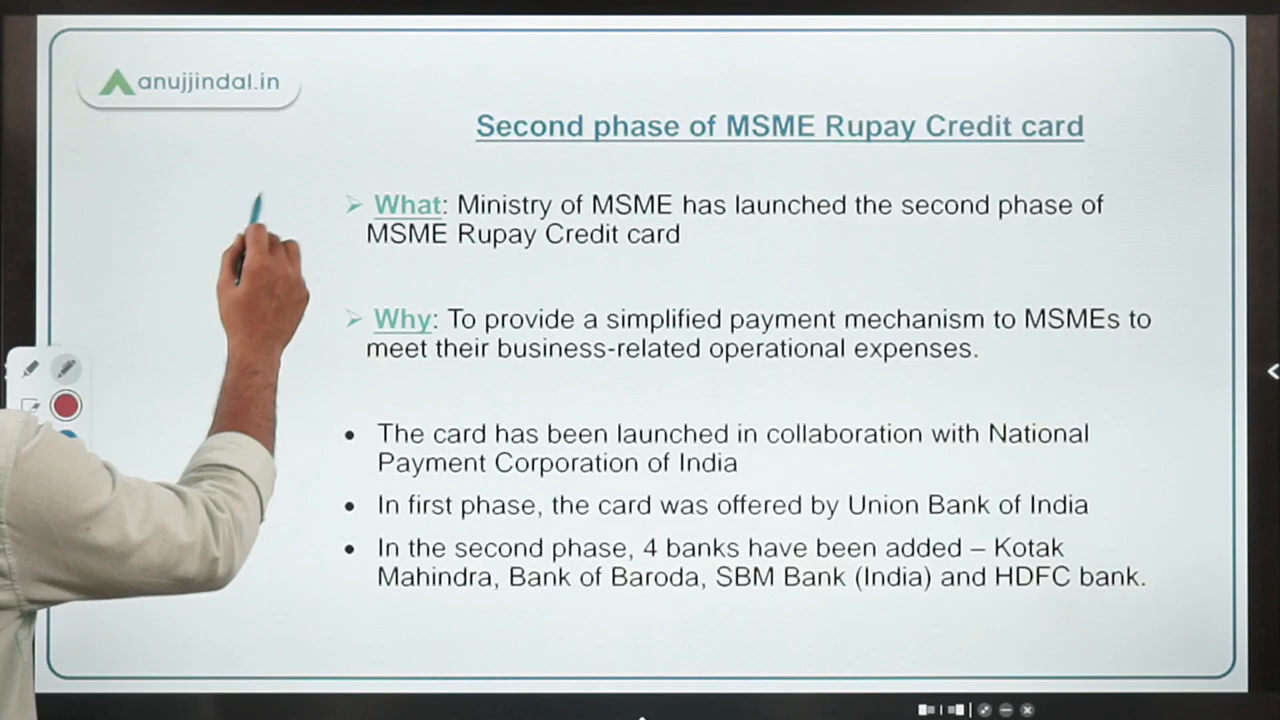 anujjindal.in
Second phase of MSME Rupay Credit card
What: Ministry of MSME has launched the second phase of
MSME Rupay Credit card
Why: To provide a simplified payment mechanism to MSMEs to
meet their business-related operational expenses.
The card has been launched in collaboration with National
Payment Corporation of India
In first phase, the card was offered by Union Bank of India
In the second phase, 4 banks have been added – Kotak
Mahindra, Bank of Baroda, SBM Bank (India) and HDFC bank.